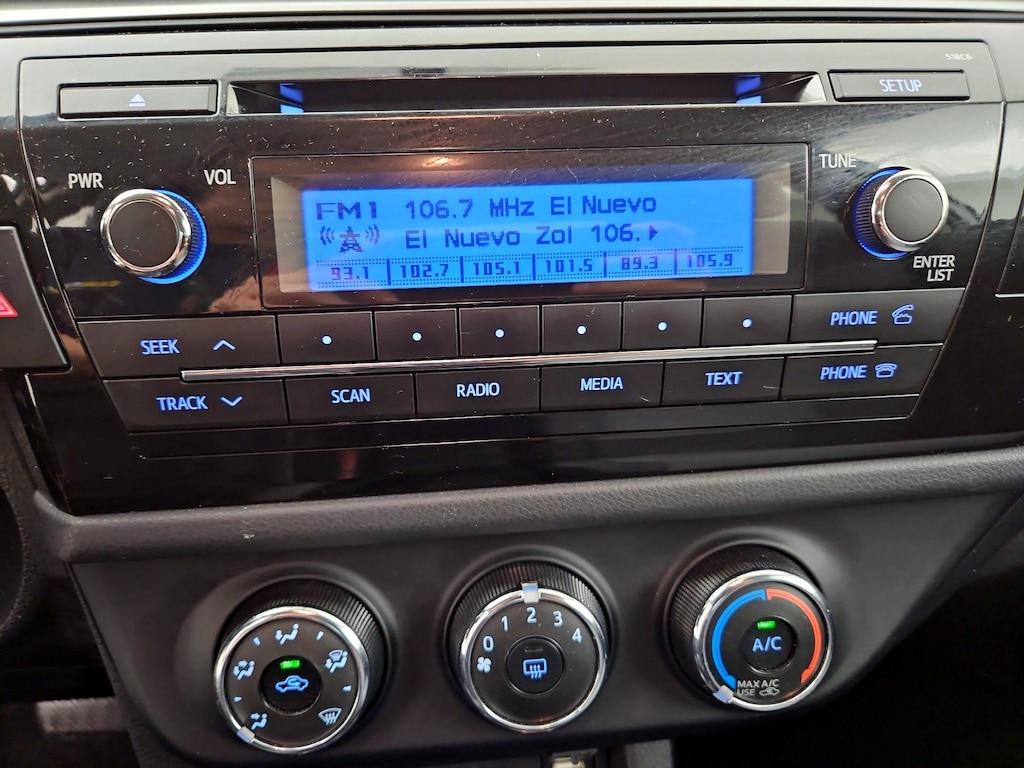 518C6
SETUP
PWR
VOL
TUNE
FM1 106.7 MHz El Nuevo
El Nuevo Zol 106.
93.1 102.7 105.1 101.5 89.3 105.9
ENTER
LIST
SEEK
PHONE
TRACK
SCAN
RADIO
MEDIA
TEXT
PHONE
0 1 2 3 4
A/C
MAX A/C
USE